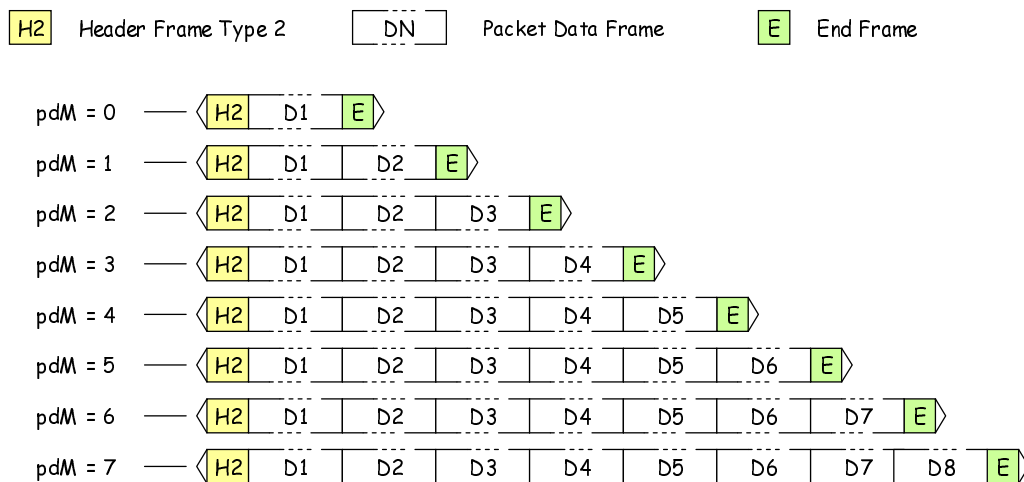 H2 Header Frame Type 2 DN Packet Data Frame E End Frame
pdM = 0 H2 D1 E
pdM = 1 H2 D1 D2 E
pdM = 2 H2 D1 D2 D3 E
pdM = 3 H2 D1 D2 D3 D4 E
pdM = 4 H2 D1 D2 D3 D4 D5 E
pdM = 5 H2 D1 D2 D3 D4 D5 D6 E
pdM = 6 H2 D1 D2 D3 D4 D5 D6 D7 E
pdM = 7 H2 D1 D2 D3 D4 D5 D6 D7 D8 E